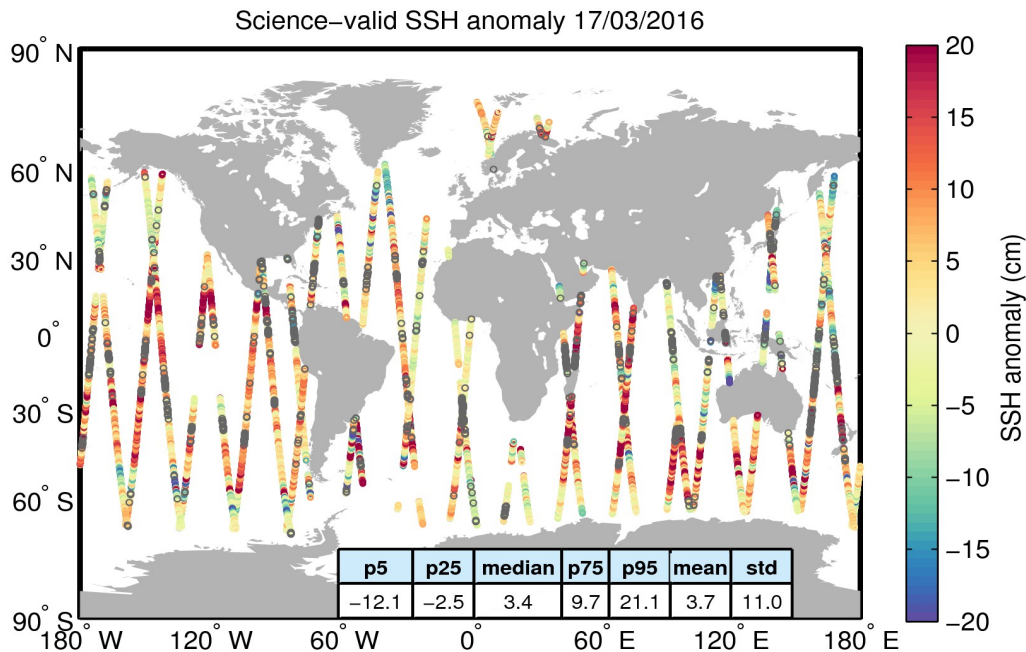 Science−valid SSH anomaly 17/03/2016
90° N
60° N
30° N
0°
30° S
60° S
90° S
180° W
120° W
60° W
0°
60° E
120° E
180° E
p5 p25 median p75 p95 mean std
−12.1 −2.5 3.4 9.7 21.1 3.7 11.0
20
15
10
5
0
−5
−10
−15
−20
SSH anomaly (cm)